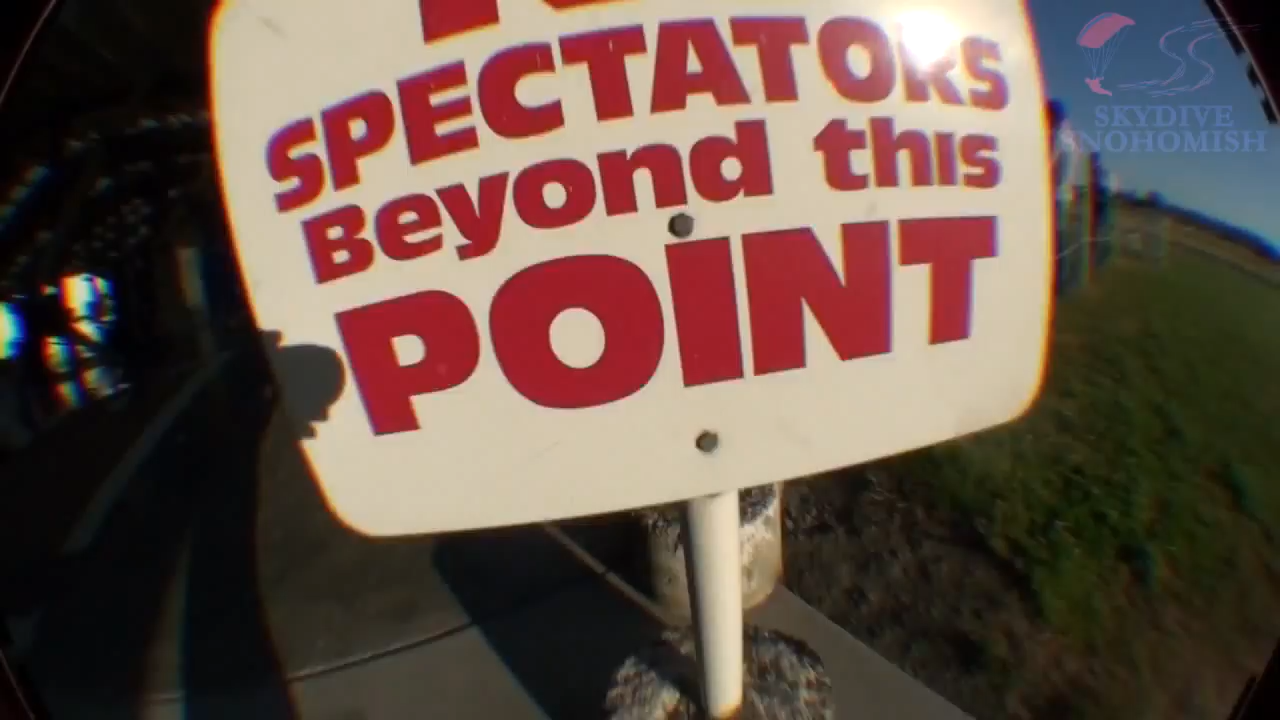 SPECTATORS
Beyond this
POINT
SKYDIVE
SNOHOMISH